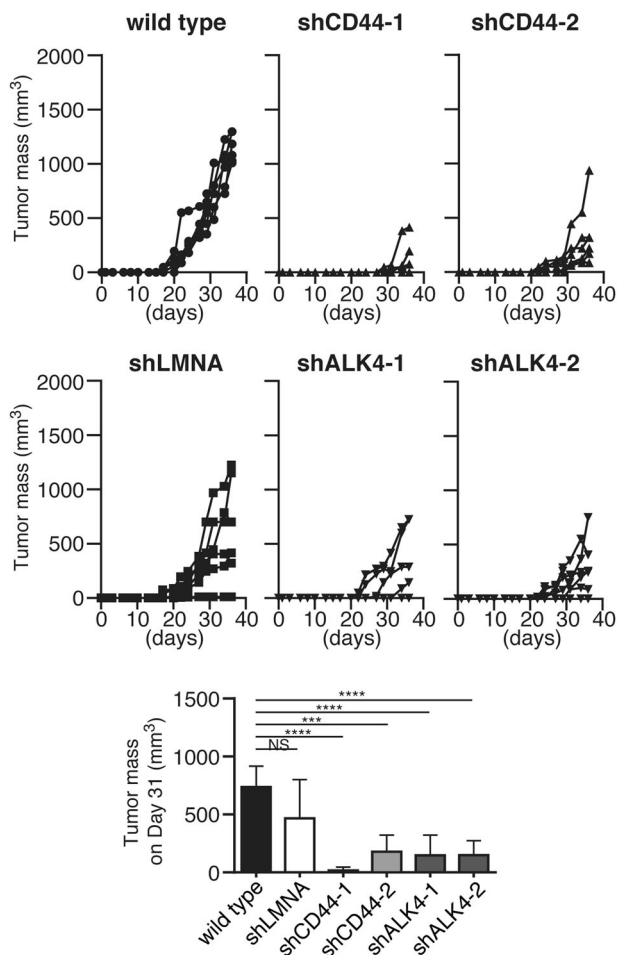 wild type shCD44-1 shCD44-2
Tumor mass (mm³)
2000
1500
1000
500
0
0 10 20 30 40 0 10 20 30 40 0 10 20 30 40
(days) (days) (days)
shLMNA shALK4-1 shALK4-2
Tumor mass (mm³)
2000
1500
1000
500
0
0 10 20 30 40 0 10 20 30 40 0 10 20 30 40
(days) (days) (days)
Tumor mass
on Day 31 (mm³)
1500
1000
500
0
****
****
***
****
NS
wild type
shLMNA
shCD44-1
shCD44-2
shALK4-1
shALK4-2